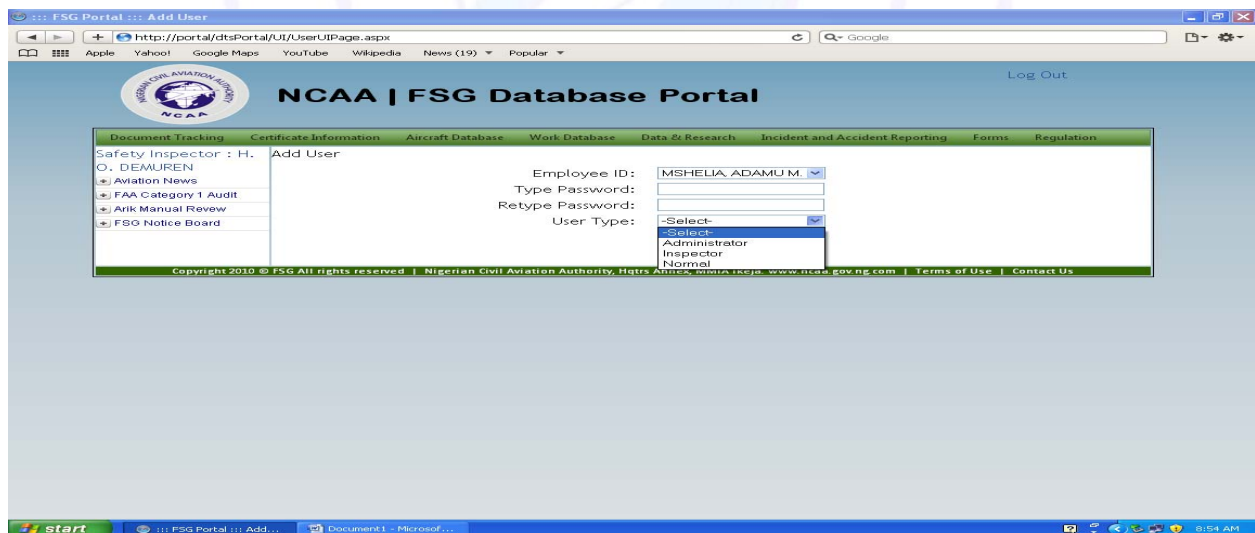 ::: FSG Portal ::: Add User
http://portal/dtsPortal/UI/UserUIPage.aspx
Q- Google
Apple Yahoo! Google Maps YouTube Wikipedia News (19) Popular
Log Out
NIGERIAN CIVIL AVIATION AUTHORITY
NCAA
NCAA | FSG Database Portal
Document Tracking Certificate Information Aircraft Database Work Database Data & Research Incident and Accident Reporting Forms Regulation
Safety Inspector : H.
O. DEMUREN
Aviation News
FAA Category 1 Audit
Arik Manual Revew
FSG Notice Board
Add User
Employee ID: MSHELIA, ADAMU M.
Type Password:
Retype Password:
User Type: -Select-
-Select-
Administrator
Inspector
Normal
Copyright 2010 © FSG All rights reserved | Nigerian Civil Aviation Authority, Hqtrs Annex, MMIA Ikeja. www.ncaa.gov.ng.com | Terms of Use | Contact Us
start ::: FSG Portal ::: Add... Document1 - Microsof... 8:54 AM